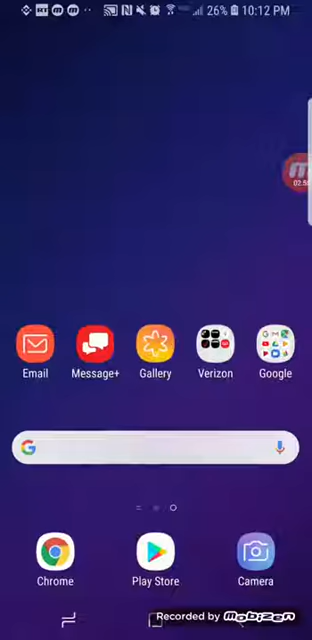 26% 10:12 PM
Email Message+ Gallery Verizon Google
Chrome Play Store Camera
Recorded by mobizen